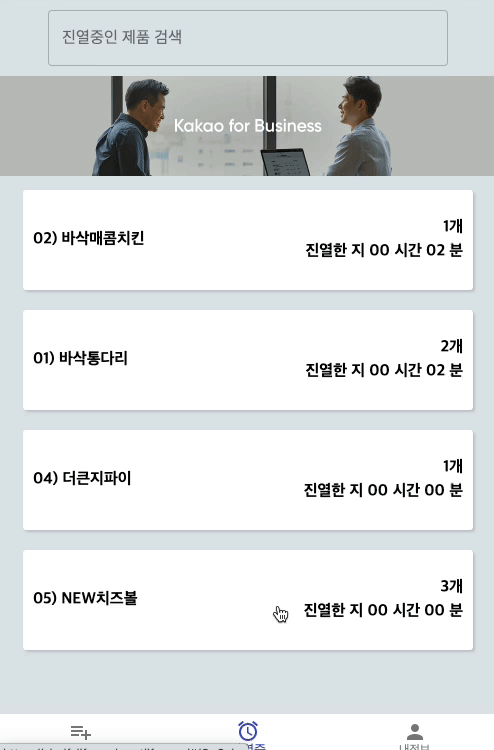 진열중인 제품 검색
Kakao for Business
02) 바삭매콤치킨
1개
진열한 지 00 시간 02 분
01) 바삭통다리
2개
진열한 지 00 시간 02 분
04) 더큰지파이
1개
진열한 지 00 시간 00 분
05) NEW치즈볼
3개
진열한 지 00 시간 00 분